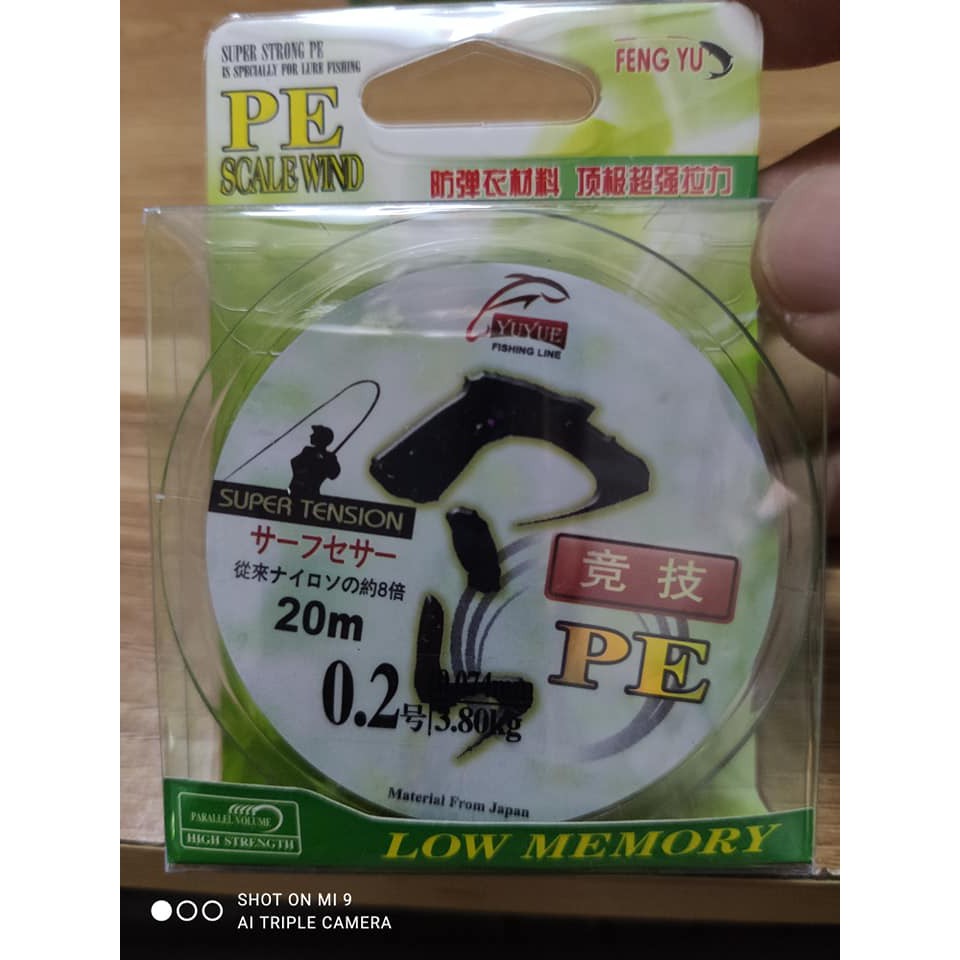 SUPER STRONG PE
IS SPECIALLY FOR LURE FISHING
PE
SCALE WIND
FENG YU
防弹衣材料 顶极超强拉力
YUYUE
FISHING LINE
SUPER TENSION
サーフセサー
從來ナイロソの約8倍
20m
競技
PE
0.2号
0.074mm
3.80kg
Material From Japan
PARALLEL VOLUME
HIGH STRENGTH
LOW MEMORY
SHOT ON MI 9
AI TRIPLE CAMERA